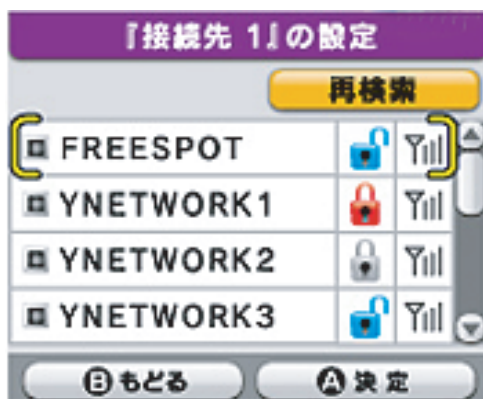 『接続先 1』の設定
再検索
FREESPOT
YNETWORK1
YNETWORK2
YNETWORK3
Ⓑもどる Ⓐ決定